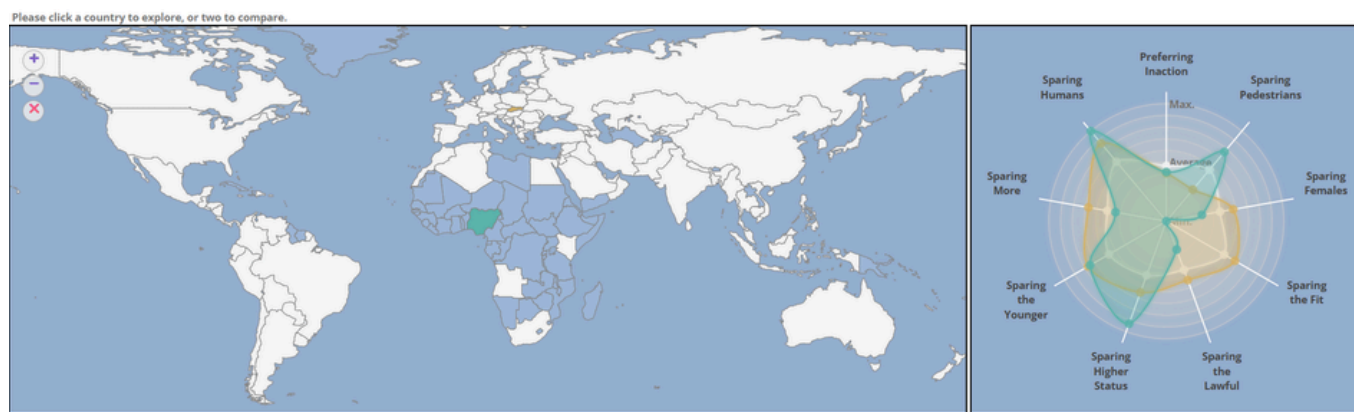 Please click a country to explore, or two to compare.
+
−
×
Preferring
Inaction
Sparing
Pedestrians
Sparing
Females
Sparing
the Fit
Sparing
the
Lawful
Sparing
Higher
Status
Sparing
the
Younger
Sparing
More
Sparing
Humans
Max.
Average